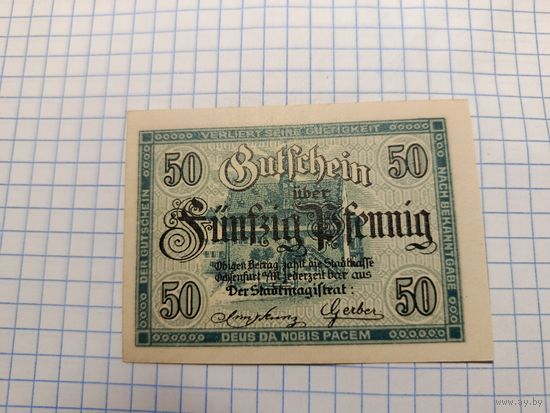 VERLIERT SEINE GÜLTIGKEIT
DER GUTSCHEIN
NACH BEKANNTGABE
50 50
Gutschein
über
Fünfzig Pfennig
Obigen Betrag zahlt die Stadtkasse
Ochsenfurt a/M jederzeit bar aus
Der Stadtmagistrat:
50 50
Gerber
DEUS DA NOBIS PACEM
www.ay.by